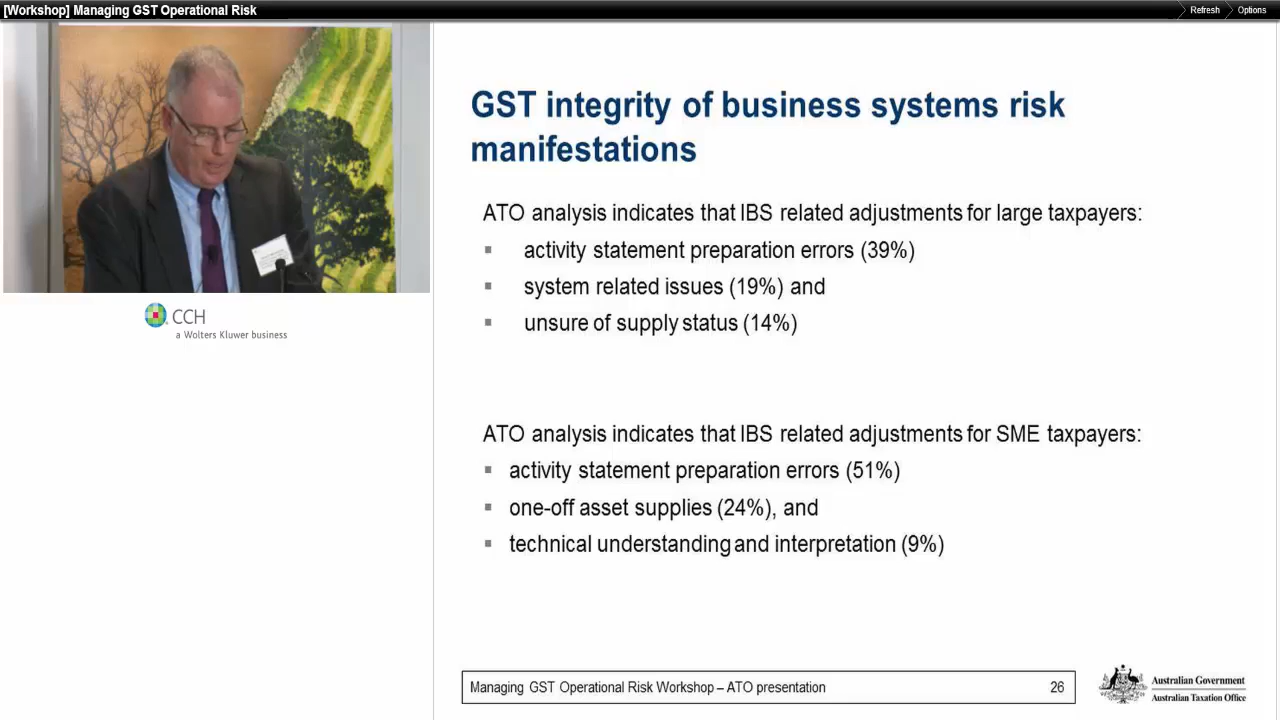 [Workshop] Managing GST Operational Risk
Refresh
Options
CCH
a Wolters Kluwer business
GST integrity of business systems risk
manifestations
ATO analysis indicates that IBS related adjustments for large taxpayers:
activity statement preparation errors (39%)
system related issues (19%) and
unsure of supply status (14%)
ATO analysis indicates that IBS related adjustments for SME taxpayers:
activity statement preparation errors (51%)
one-off asset supplies (24%), and
technical understanding and interpretation (9%)
Managing GST Operational Risk Workshop – ATO presentation 26
Australian Government
Australian Taxation Office